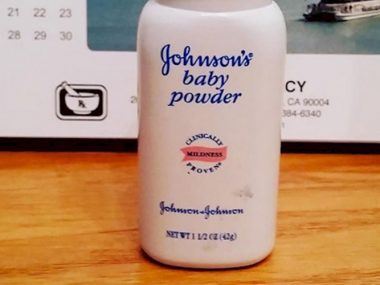 21 22 23
28 29 30
℞
CY
, CA 90004
384-6340
Johnson's®
baby
powder
CLINICALLY
MILDNESS
PROVEN
Johnson & Johnson
NET WT 1 1/2 OZ (42g)